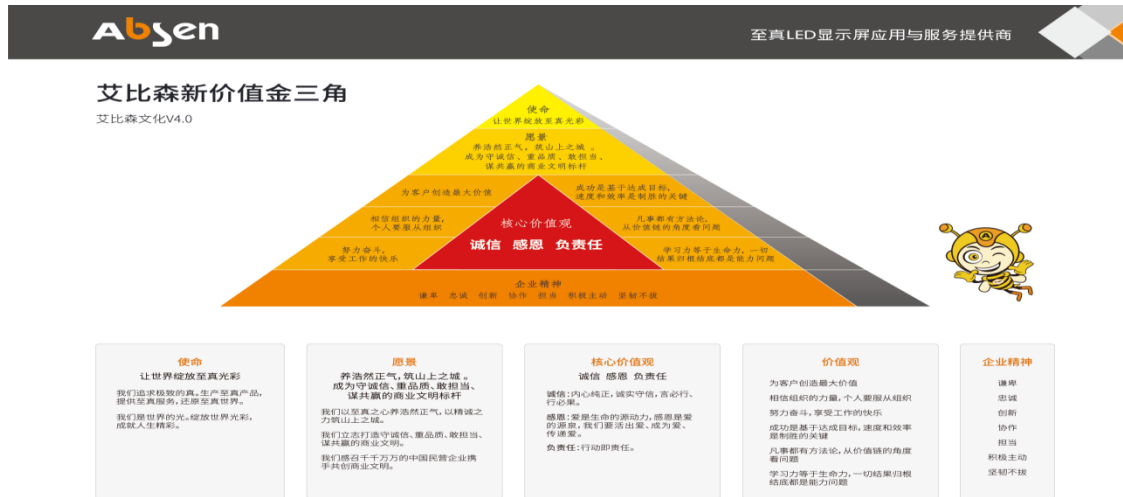 Absen
至真LED显示屏应用与服务提供商
艾比森新价值金三角
艾比森文化V4.0
使命
让世界绽放至真光彩
愿景
养浩然正气，筑山上之城 。
成为守诚信、重品质、敢担当、
谋共赢的商业文明标杆
为客户创造最大价值
成功是基于达成目标，
速度和效率是制胜的关键
相信组织的力量，
个人要服从组织
核心价值观
凡事都有方法论，
从价值链的角度看问题
诚信 感恩 负责任
努力奋斗，
享受工作的快乐
学习力等于生命力，一切
结果归根结底都是能力问题
企业精神
谦卑 忠诚 创新 协作 担当 积极主动 坚韧不拔
A
使命
让世界绽放至真光彩
我们追求极致的真。生产至真产品，
提供至真服务，还原至真世界。
我们是世界的光。绽放世界光彩，
成就人生精彩。
愿景
养浩然正气，筑山上之城 。
成为守诚信、重品质、敢担当、
谋共赢的商业文明标杆
我们以至真之心养浩然正气，以精诚之
力筑山上之城。
我们立志打造守诚信、重品质、敢担当、
谋共赢的商业文明。
我们感召千千万万的中国民营企业携
手共创商业文明。
核心价值观
诚信 感恩 负责任
诚信：内心纯正，诚实守信，言必行、
行必果。
感恩：爱是生命的源动力，感恩是爱
的源泉，我们要活出爱、成为爱、
传递爱。
负责任：行动即责任。
价值观
为客户创造最大价值
相信组织的力量，个人要服从组织
努力奋斗，享受工作的快乐
成功是基于达成目标，速度和效率
是制胜的关键
凡事都有方法论，从价值链的角度
看问题
学习力等于生命力，一切结果归根
结底都是能力问题
企业精神
谦卑
忠诚
创新
协作
担当
积极主动
坚韧不拔